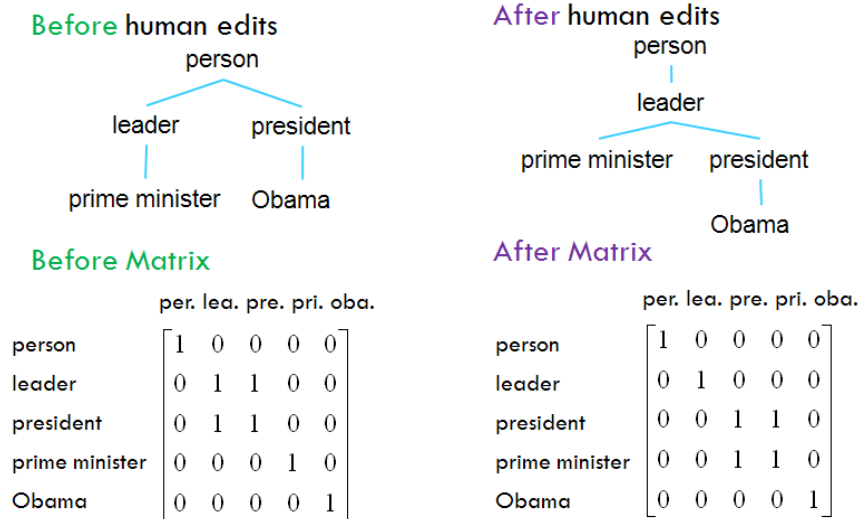 Before human edits
person
leader president
prime minister Obama
Before Matrix
per. lea. pre. pri. oba.
person 1 0 0 0 0
leader 0 1 1 0 0
president 0 1 1 0 0
prime minister 0 0 0 1 0
Obama 0 0 0 0 1
After human edits
person
leader
prime minister president
Obama
After Matrix
per. lea. pre. pri. oba.
person 1 0 0 0 0
leader 0 1 0 0 0
president 0 0 1 1 0
prime minister 0 0 1 1 0
Obama 0 0 0 0 1